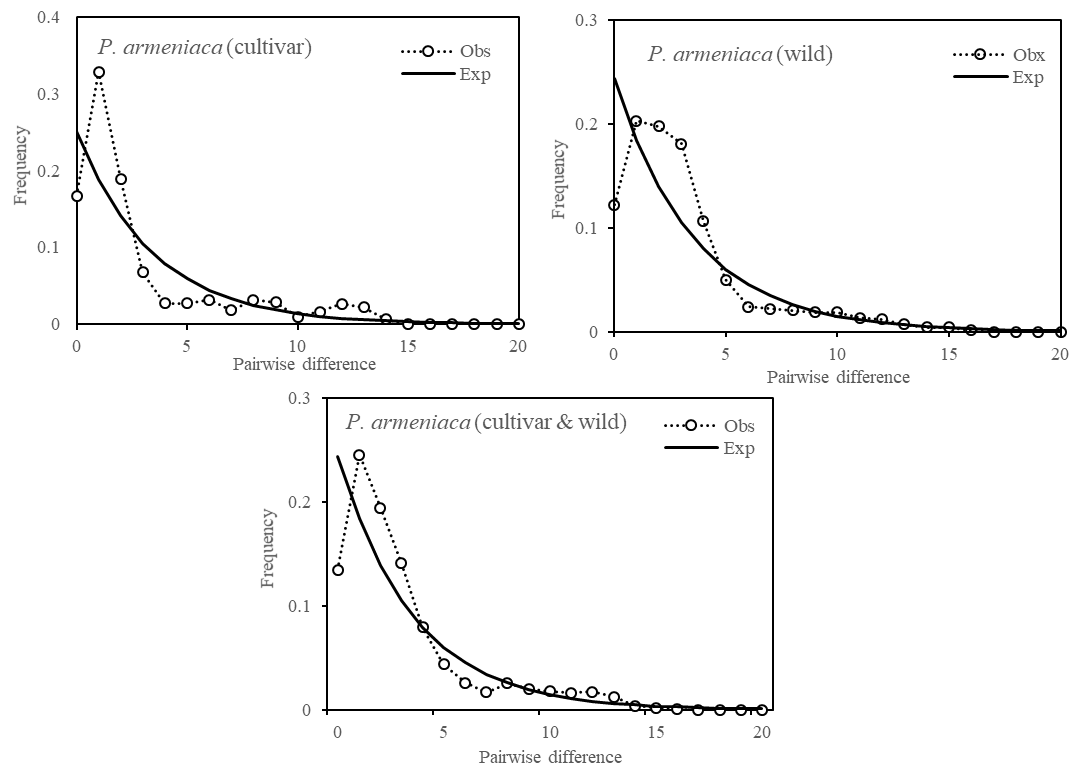 P. armeniaca (cultivar)
Obs
Exp
0.4
0.3
0.2
0.1
0
Frequency
0 5 10 15 20
Pairwise difference
P. armeniaca (wild)
Obx
Exp
0.3
0.2
0.1
0
Frequency
0 5 10 15 20
Pairwise difference
P. armeniaca (cultivar & wild)
Obs
Exp
0.3
0.2
0.1
0
Frequency
0 5 10 15 20
Pairwise difference